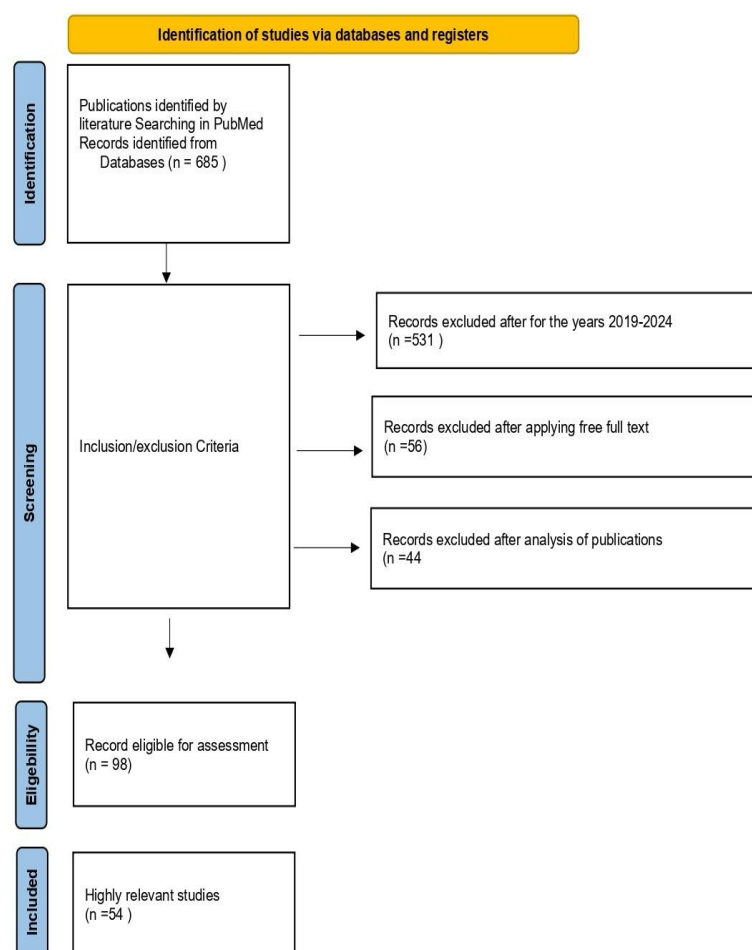 Identification of studies via databases and registers
Identification
Publications identified by
literature Searching in PubMed
Records identified from
Databases (n = 685 )
Screening
Inclusion/exclusion Criteria
Records excluded after for the years 2019-2024
(n =531 )
Records excluded after applying free full text
(n =56)
Records excluded after analysis of publications
(n =44
Eligebillity
Record eligible for assessment
(n = 98)
Included
Highly relevant studies
(n =54 )